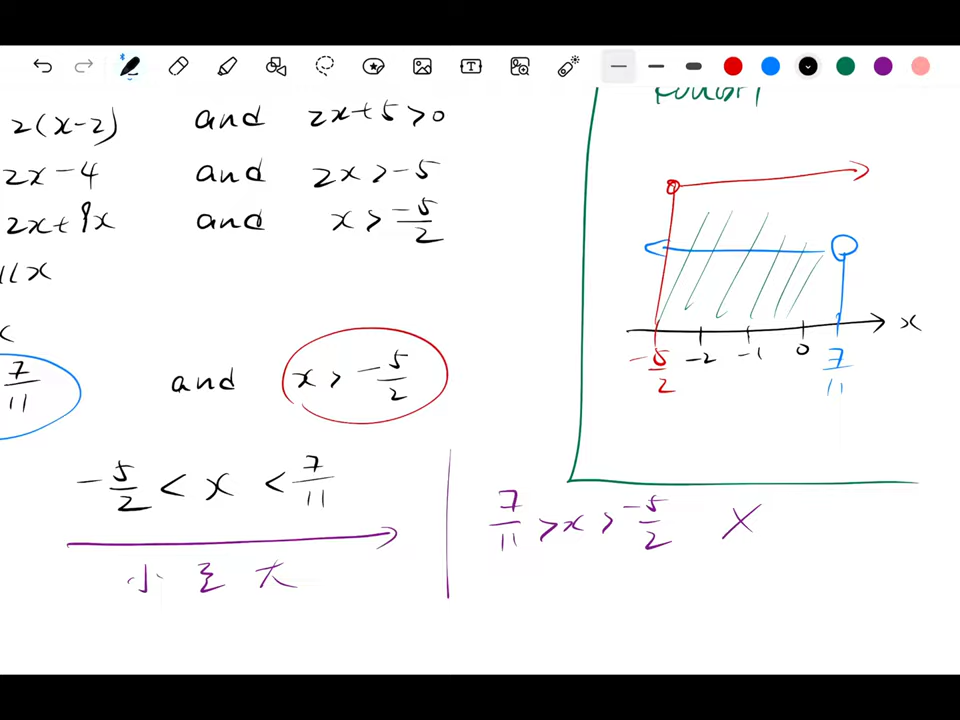 2(x-2) and 2x+5>0
2x-4 and 2x>-5
2x+9x and x > -5/2
11x
x
7/11 and x > -5/2
-5/2 < x < 7/11
小 至 大
x
-5/2 -2 -1 0 7/11
7/11 > x > -5/2 ×